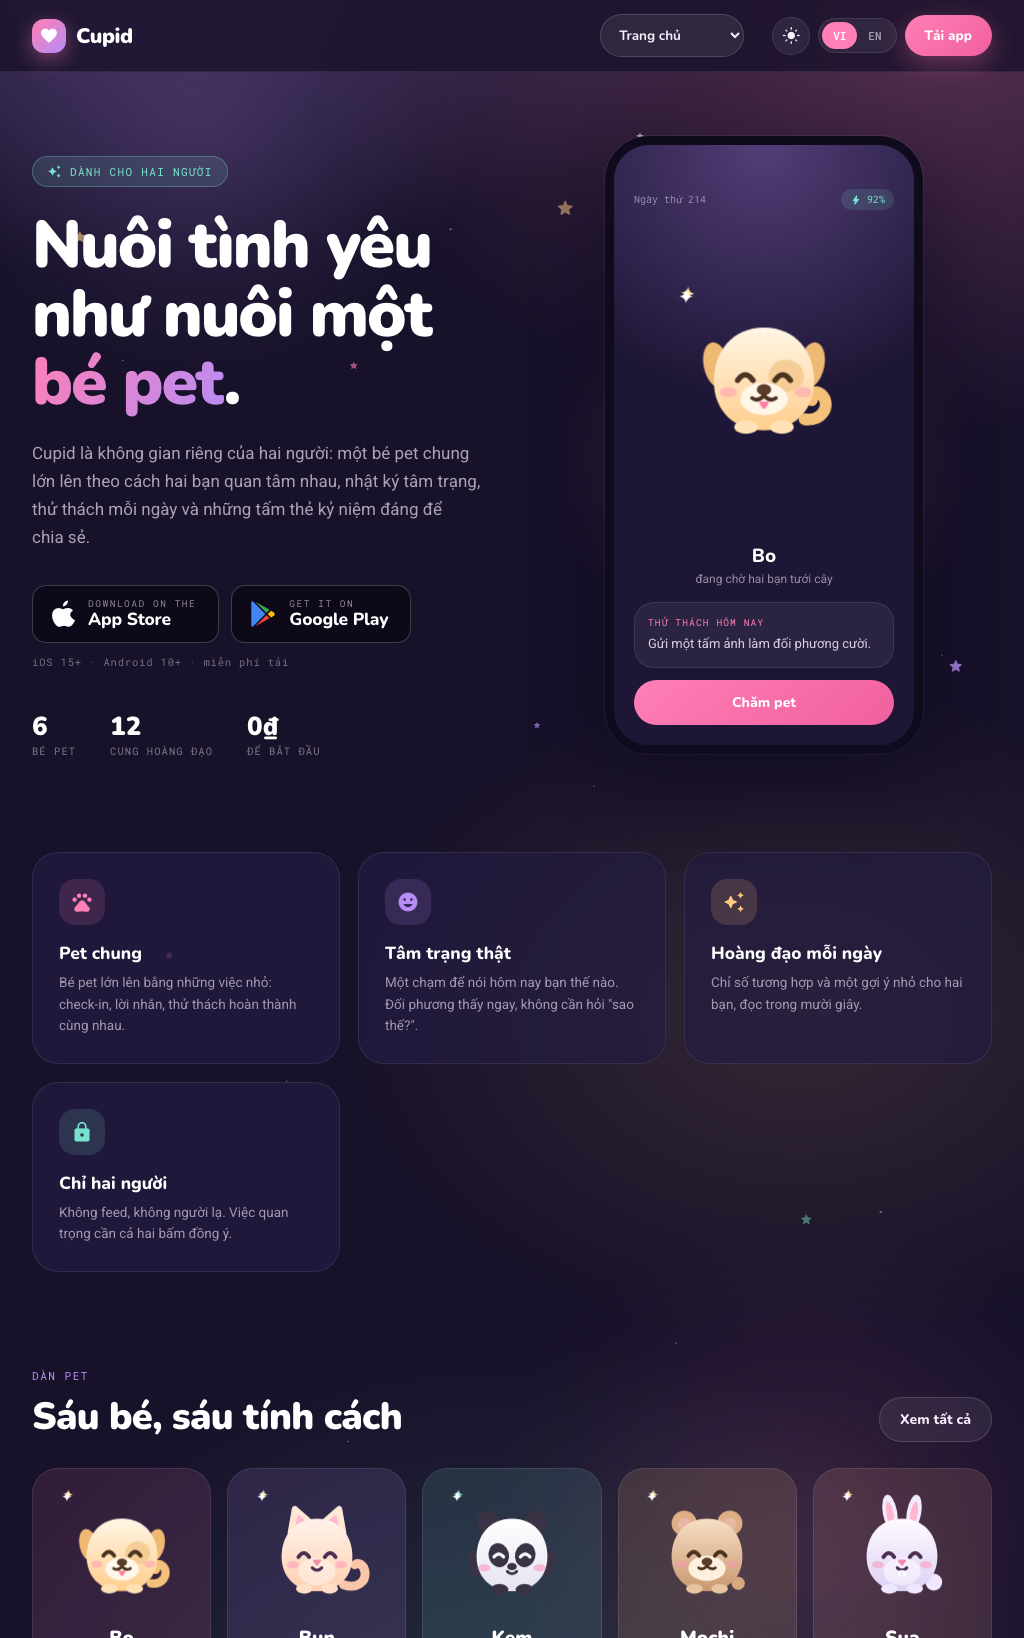 Cupid
Trang chủ
VI
EN
Tải app
DÀNH CHO HAI NGƯỜI
Nuôi tình yêu
như nuôi một
bé pet.
Cupid là không gian riêng của hai người: một bé pet chung
lớn lên theo cách hai bạn quan tâm nhau, nhật ký tâm trạng,
thử thách mỗi ngày và những tấm thẻ kỷ niệm đáng để
chia sẻ.
DOWNLOAD ON THE
App Store
GET IT ON
Google Play
iOS 15+ · Android 10+ · miễn phí tải
6
BÉ PET
12
CUNG HOÀNG ĐẠO
0₫
ĐỂ BẮT ĐẦU
Ngày thứ 214
92%
Bo
đang chờ hai bạn tưới cây
THỬ THÁCH HÔM NAY
Gửi một tấm ảnh làm đối phương cười.
Chăm pet
Pet chung
Bé pet lớn lên bằng những việc nhỏ:
check-in, lời nhắn, thử thách hoàn thành
cùng nhau.
Tâm trạng thật
Một chạm để nói hôm nay bạn thế nào.
Đối phương thấy ngay, không cần hỏi "sao
thế?".
Hoàng đạo mỗi ngày
Chỉ số tương hợp và một gợi ý nhỏ cho hai
bạn, đọc trong mười giây.
Chỉ hai người
Không feed, không người lạ. Việc quan
trọng cần cả hai bấm đồng ý.
DÀN PET
Sáu bé, sáu tính cách
Xem tất cả
Bo
Bun
Kem
Mochi
Sua